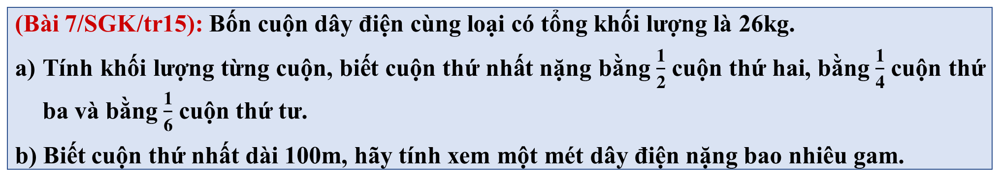 (Bài 7/SGK/tr15): Bốn cuộn dây điện cùng loại có tổng khối lượng là 26kg.
a) Tính khối lượng từng cuộn, biết cuộn thứ nhất nặng bằng 1/2 cuộn thứ hai, bằng 1/4 cuộn thứ
ba và bằng 1/6 cuộn thứ tư.
b) Biết cuộn thứ nhất dài 100m, hãy tính xem một mét dây điện nặng bao nhiêu gam.